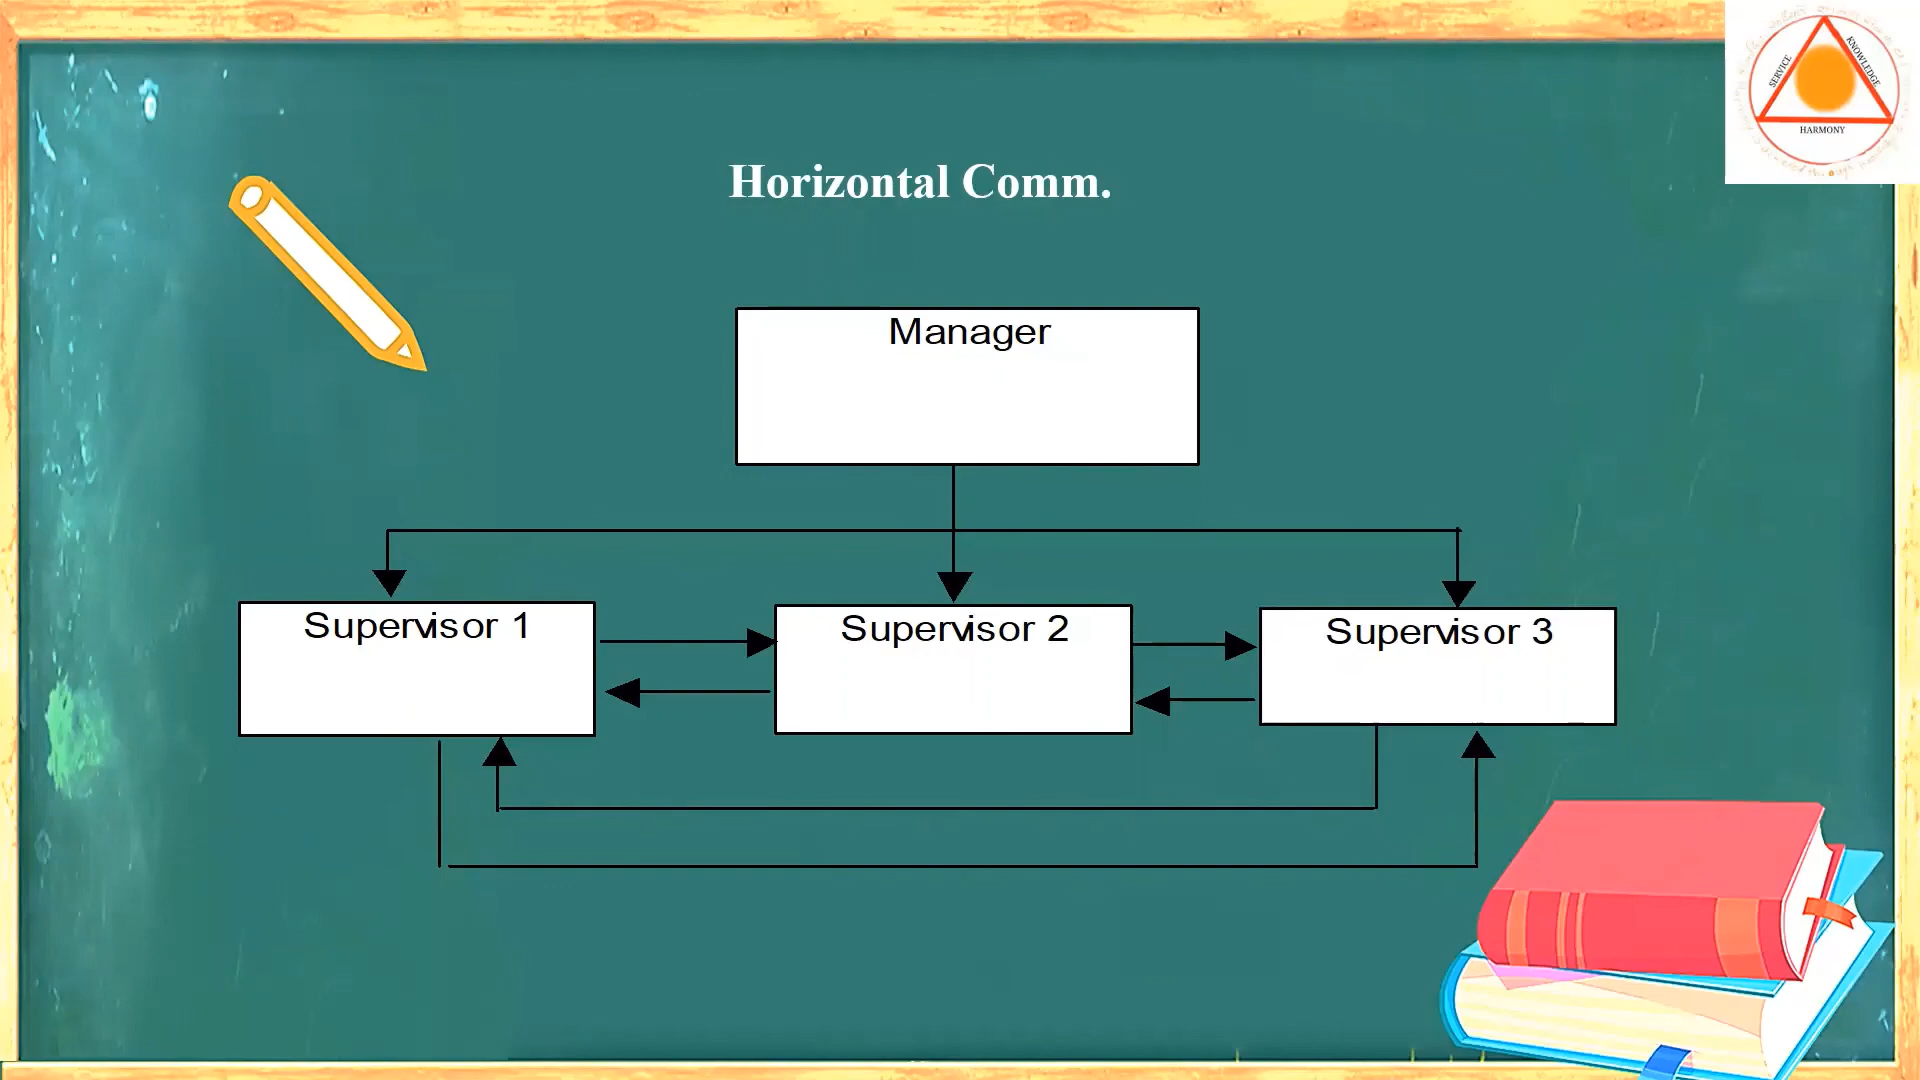 SERVICE
KNOWLEDGE
HARMONY
Horizontal Comm.
Manager
Supervisor 1
Supervisor 2
Supervisor 3